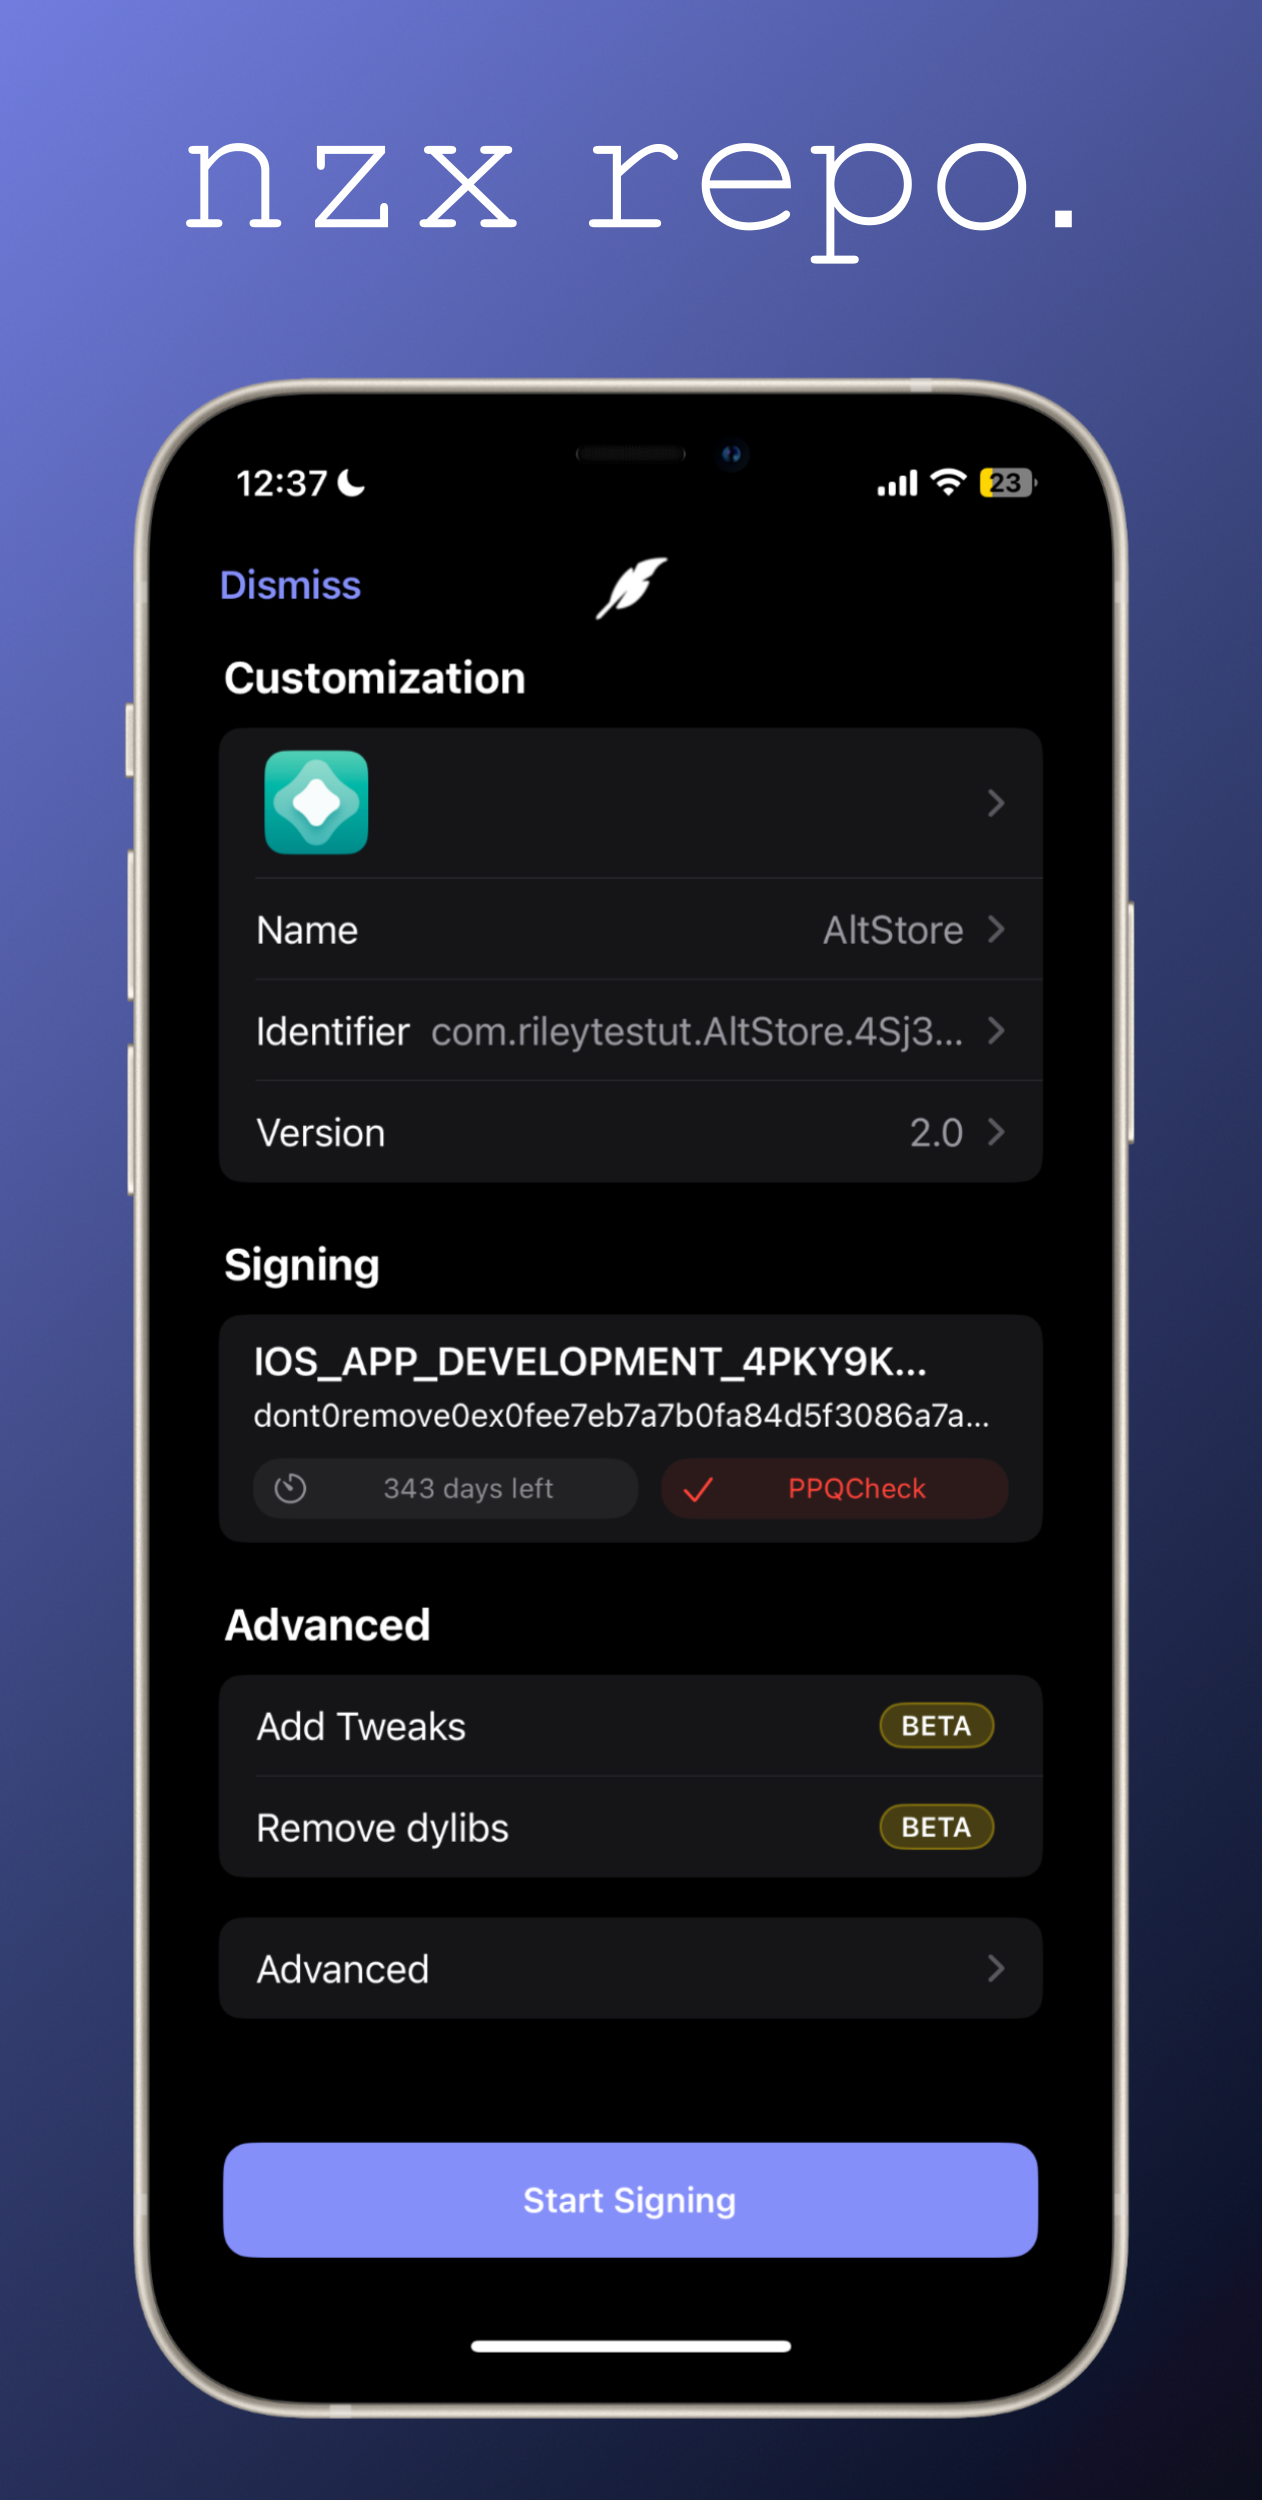 nzx repo.
12:37
23
Dismiss
Customization
Name AltStore
Identifier com.rileytestut.AltStore.4Sj3...
Version 2.0
Signing
IOS_APP_DEVELOPMENT_4PKY9K...
dont0remove0ex0fee7eb7a7b0fa84d5f3086a7a...
343 days left PPQCheck
Advanced
Add Tweaks BETA
Remove dylibs BETA
Advanced
Start Signing